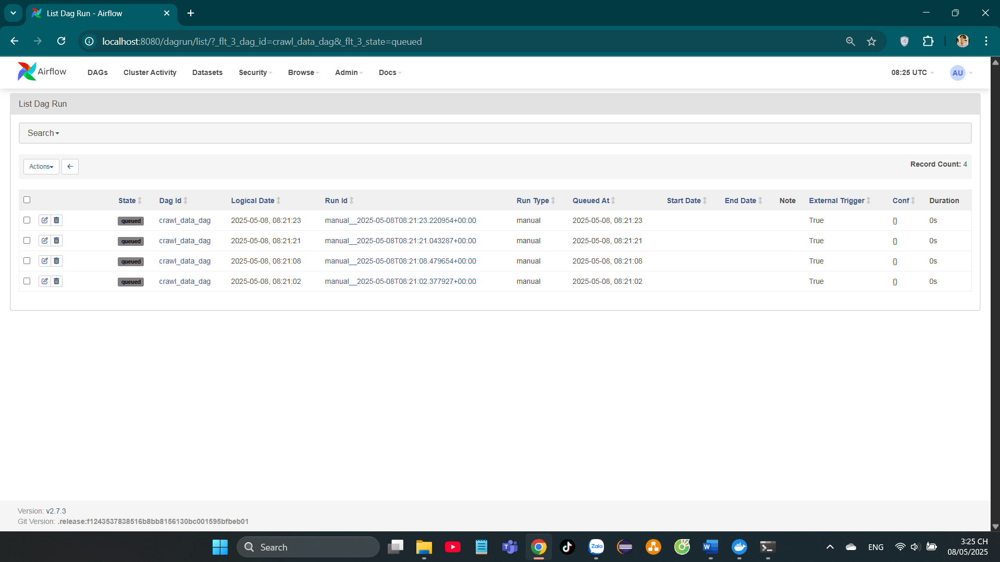 List Dag Run - Airflow
localhost:8080/dagrun/list/?_flt_3_dag_id=crawl_data_dag&_flt_3_state=queued
Airflow DAGs Cluster Activity Datasets Security Browse Admin Docs 08:25 UTC AU
List Dag Run
Search
Actions Record Count: 4
State Dag Id Logical Date Run Id Run Type Queued At Start Date End Date Note External Trigger Conf Duration
queued crawl_data_dag 2025-05-08, 08:21:23 manual__2025-05-08T08:21:23.220954+00:00 manual 2025-05-08, 08:21:23 True {} 0s
queued crawl_data_dag 2025-05-08, 08:21:21 manual__2025-05-08T08:21:21.043287+00:00 manual 2025-05-08, 08:21:21 True {} 0s
queued crawl_data_dag 2025-05-08, 08:21:08 manual__2025-05-08T08:21:08.479654+00:00 manual 2025-05-08, 08:21:08 True {} 0s
queued crawl_data_dag 2025-05-08, 08:21:02 manual__2025-05-08T08:21:02.377927+00:00 manual 2025-05-08, 08:21:02 True {} 0s
Version: v2.7.3
Git Version: .release:f1243537838516b8bb8156130bc001595bfbeb01
Search Zalo ENG 3:25 CH
08/05/2025